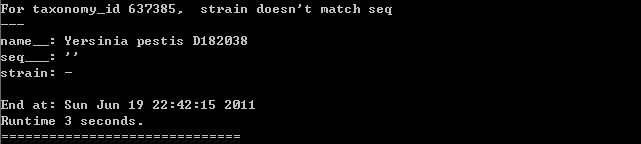 For taxonomy_id 637385,  strain doesn't match seq
---
name__: Yersinia pestis D182038
seq___: ''
strain: -
End at: Sun Jun 19 22:42:15 2011
Runtime 3 seconds.
==============================